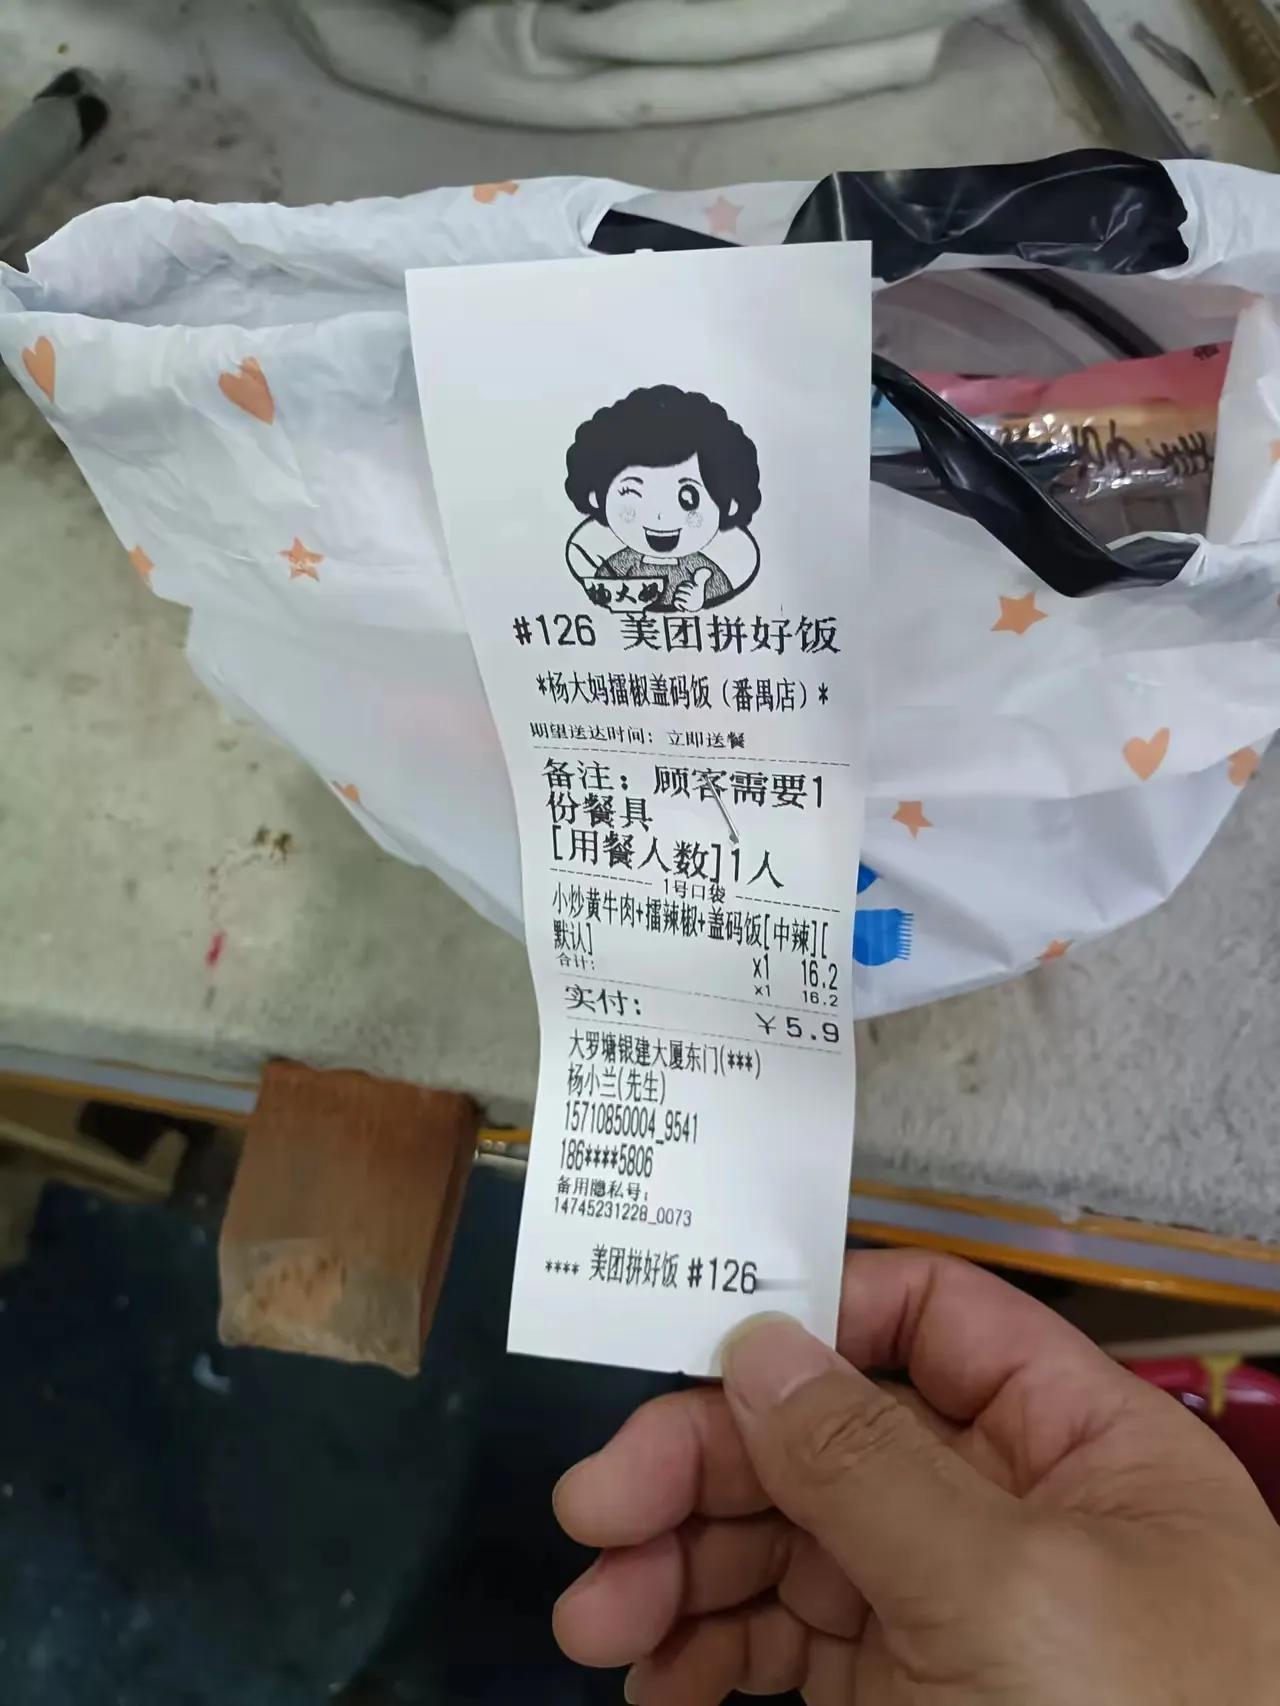 杨大妈
#126 美团拼好饭
*杨大妈擂椒盖码饭（番禺店）*
期望送达时间：立即送餐
备注：顾客需要1
份餐具
[用餐人数]1人
1号口袋
小炒黄牛肉+擂辣椒+盖码饭[中辣][
默认]
x1 16.2
合计： x1 16.2
实付： ￥5.9
大罗塘银建大厦东门(***)
杨小兰(先生)
15710850004_9541
186****5806
备用隐私号：
14745231228_0073
**** 美团拼好饭 #126